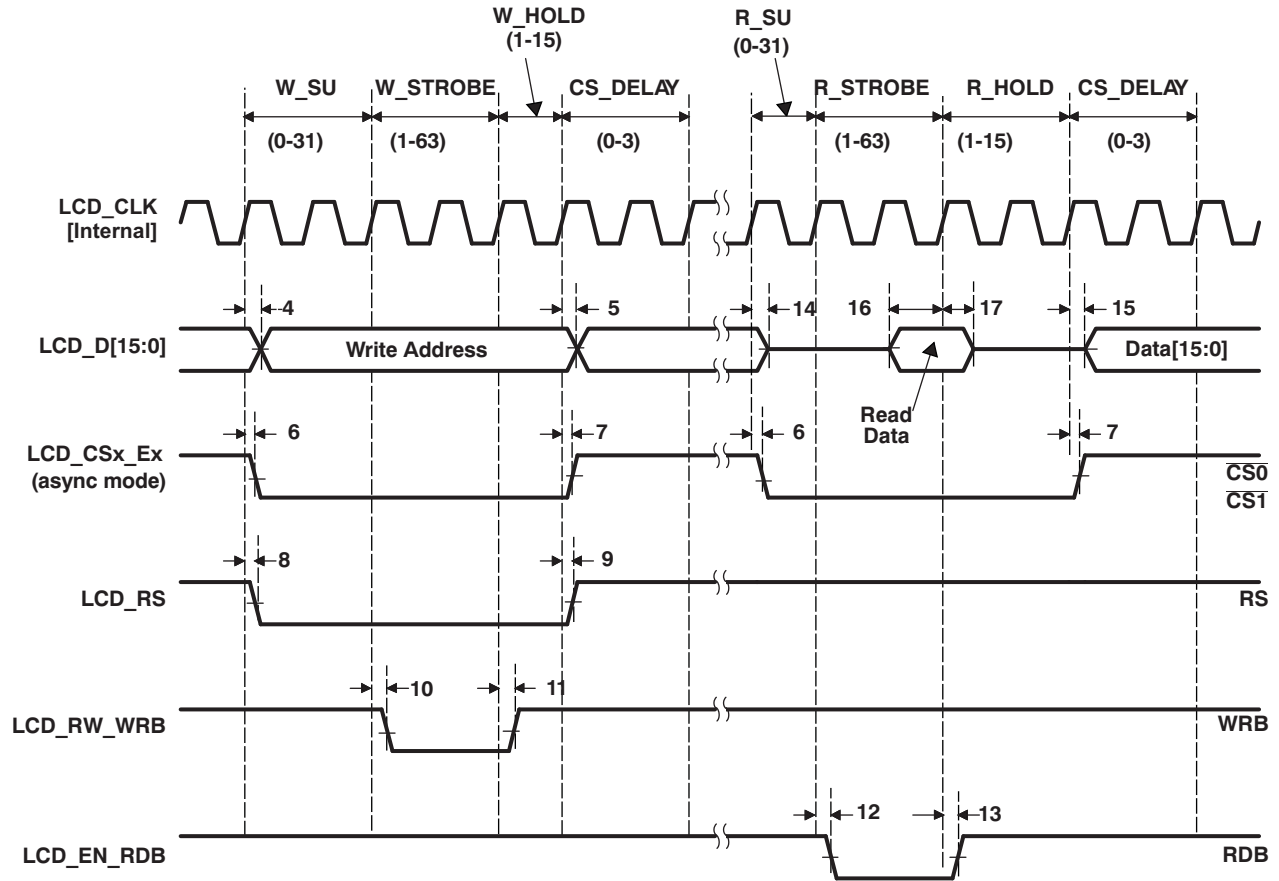 W_HOLD
(1-15)
R_SU
(0-31)
W_SU W_STROBE CS_DELAY R_STROBE R_HOLD CS_DELAY
(0-31) (1-63) (0-3) (1-63) (1-15) (0-3)
LCD_CLK
[Internal]
4 5 14 16 17 15
LCD_D[15:0] Write Address Data[15:0]
Read
Data
6 7 6 7
LCD_CSx_Ex
(async mode)
CS0
CS1
8 9
LCD_RS RS
10 11
LCD_RW_WRB WRB
12 13
LCD_EN_RDB RDB